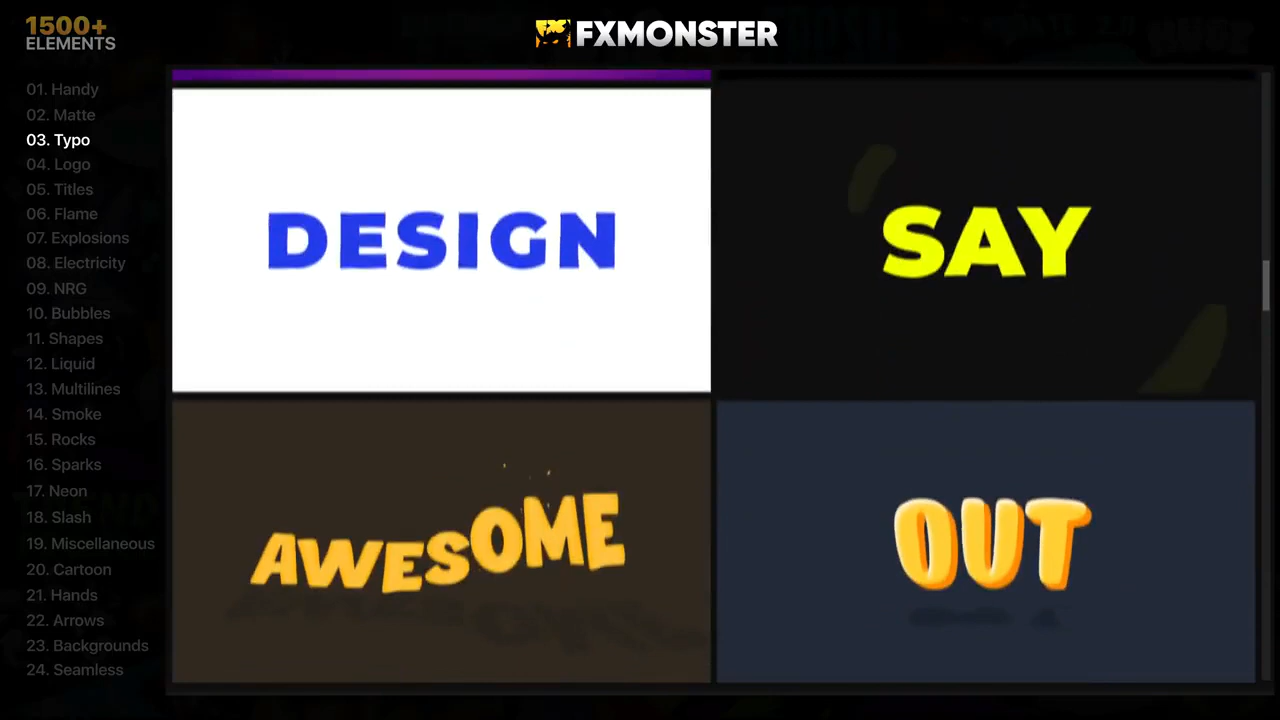 1500+
ELEMENTS
FXMONSTER
01. Handy
02. Matte
03. Typo
04. Logo
05. Titles
06. Flame
07. Explosions
08. Electricity
09. NRG
10. Bubbles
11. Shapes
12. Liquid
13. Multilines
14. Smoke
15. Rocks
16. Sparks
17. Neon
18. Slash
19. Miscellaneous
20. Cartoon
21. Hands
22. Arrows
23. Backgrounds
24. Seamless
DESIGN
SAY
AWESOME
OUT